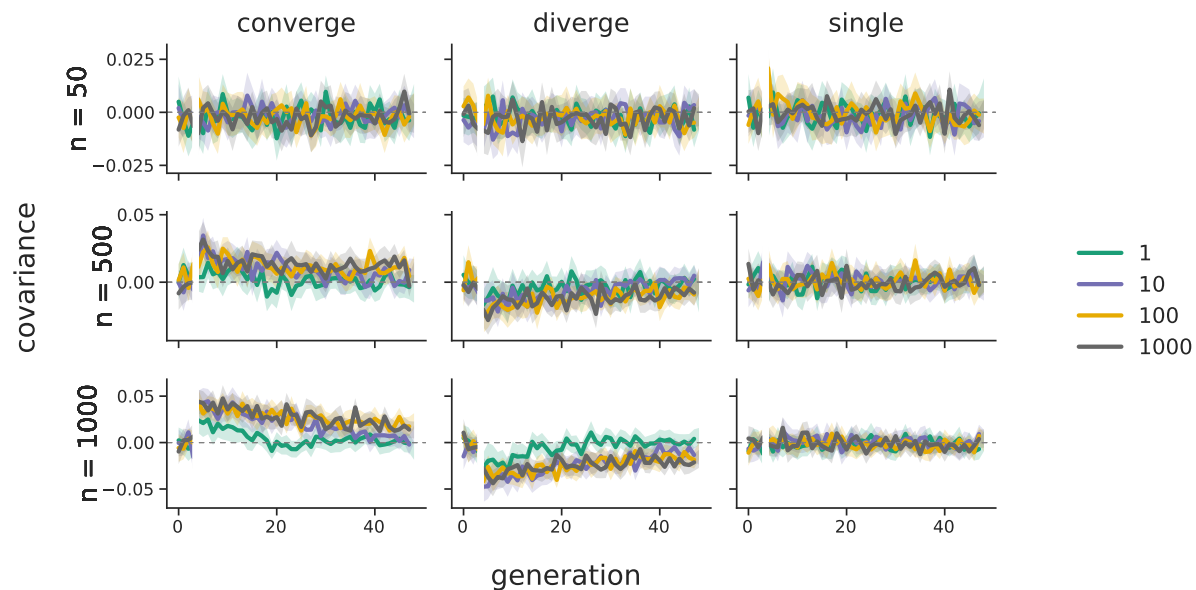 converge diverge single
n = 50
0.025
0.000
−0.025
covariance
n = 500
0.05
0.00
n = 1000
0.05
0.00
−0.05
0 20 40 0 20 40 0 20 40
generation
1
10
100
1000